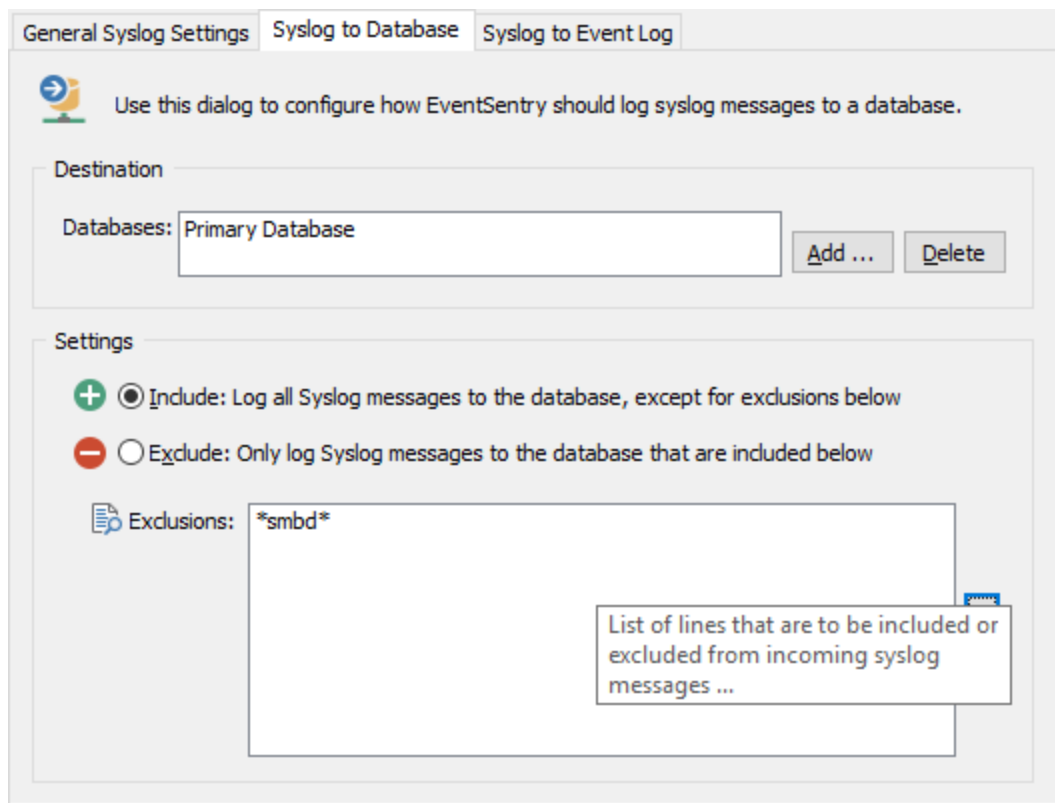 General Syslog Settings Syslog to Database Syslog to Event Log
Use this dialog to configure how EventSentry should log syslog messages to a database.
Destination
Databases: Primary Database
Add ... Delete
Settings
Include: Log all Syslog messages to the database, except for exclusions below
Exclude: Only log Syslog messages to the database that are included below
Exclusions: *smbd*
List of lines that are to be included or
excluded from incoming syslog
messages ...